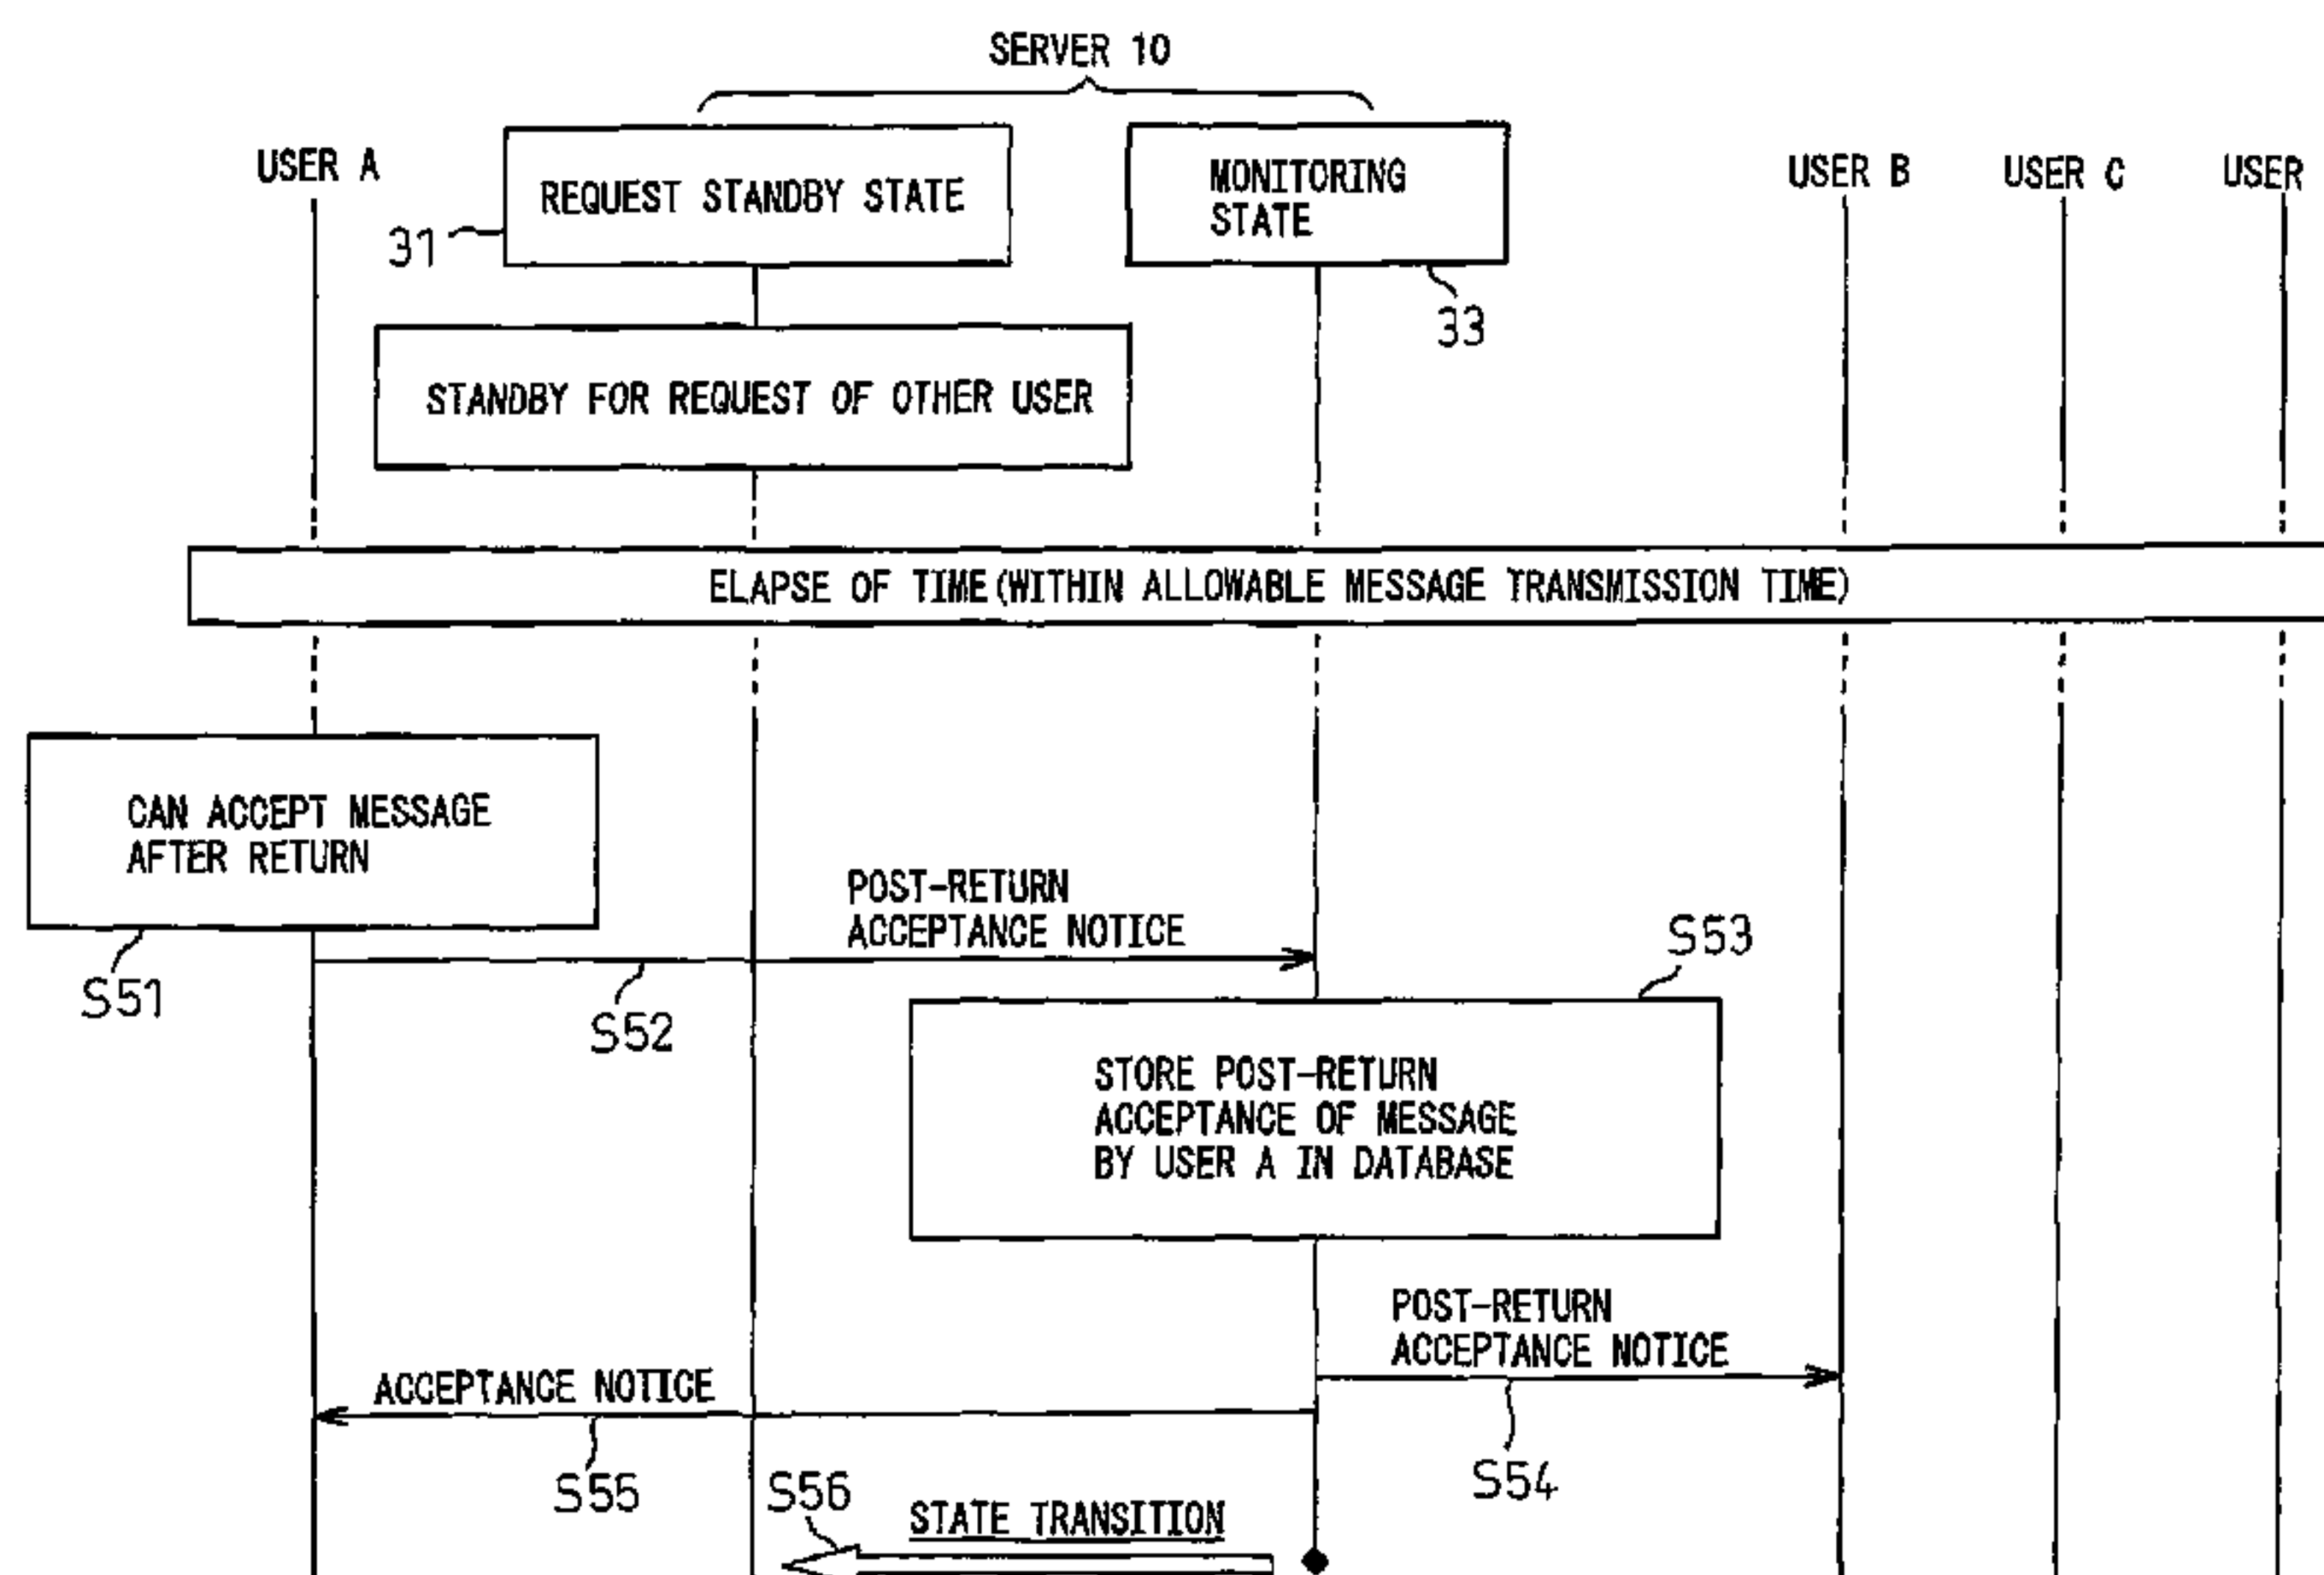 SERVER 10
USER A
REQUEST STANDBY STATE
MONITORING
STATE
USER B
USER C
USER
31
33
STANDBY FOR REQUEST OF OTHER USER
ELAPSE OF TIME(WITHIN ALLOWABLE MESSAGE TRANSMISSION TIME)
CAN ACCEPT MESSAGE
AFTER RETURN
S51
POST-RETURN
ACCEPTANCE NOTICE
S52
S53
STORE POST-RETURN
ACCEPTANCE OF MESSAGE
BY USER A IN DATABASE
POST-RETURN
ACCEPTANCE NOTICE
S54
ACCEPTANCE NOTICE
S55
S56
STATE TRANSITION